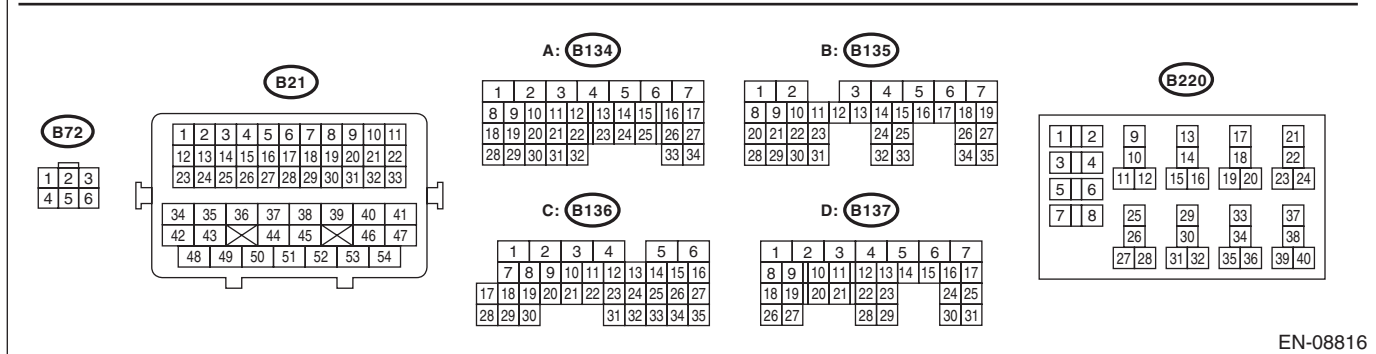 B72
1 2 3
4 5 6
B21
1 2 3 4 5 6 7 8 9 10 11
12 13 14 15 16 17 18 19 20 21 22
23 24 25 26 27 28 29 30 31 32 33
34 35 36 37 38 39 40 41
42 43 44 45 46 47
48 49 50 51 52 53 54
A: B134
1 2 3 4 5 6 7
8 9 10 11 12 13 14 15 16 17
18 19 20 21 22 23 24 25 26 27
28 29 30 31 32 33 34
B: B135
1 2 3 4 5 6 7
8 9 10 11 12 13 14 15 16 17 18 19
20 21 22 23 24 25 26 27
28 29 30 31 32 33 34 35
C: B136
1 2 3 4 5 6
7 8 9 10 11 12 13 14 15 16
17 18 19 20 21 22 23 24 25 26 27
28 29 30 31 32 33 34 35
D: B137
1 2 3 4 5 6 7
8 9 10 11 12 13 14 15 16 17
18 19 20 21 22 23 24 25
26 27 28 29 30 31
B220
1 2 9 13 17 21
3 4 10 14 18 22
5 6 11 12 15 16 19 20 23 24
7 8 25 29 33 37
26 30 34 38
27 28 31 32 35 36 39 40
EN-08816